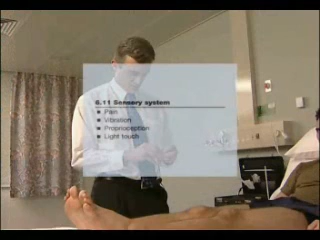 6.11 Sensory system
■ Pain
■ Vibration
■ Proprioception
■ Light touch